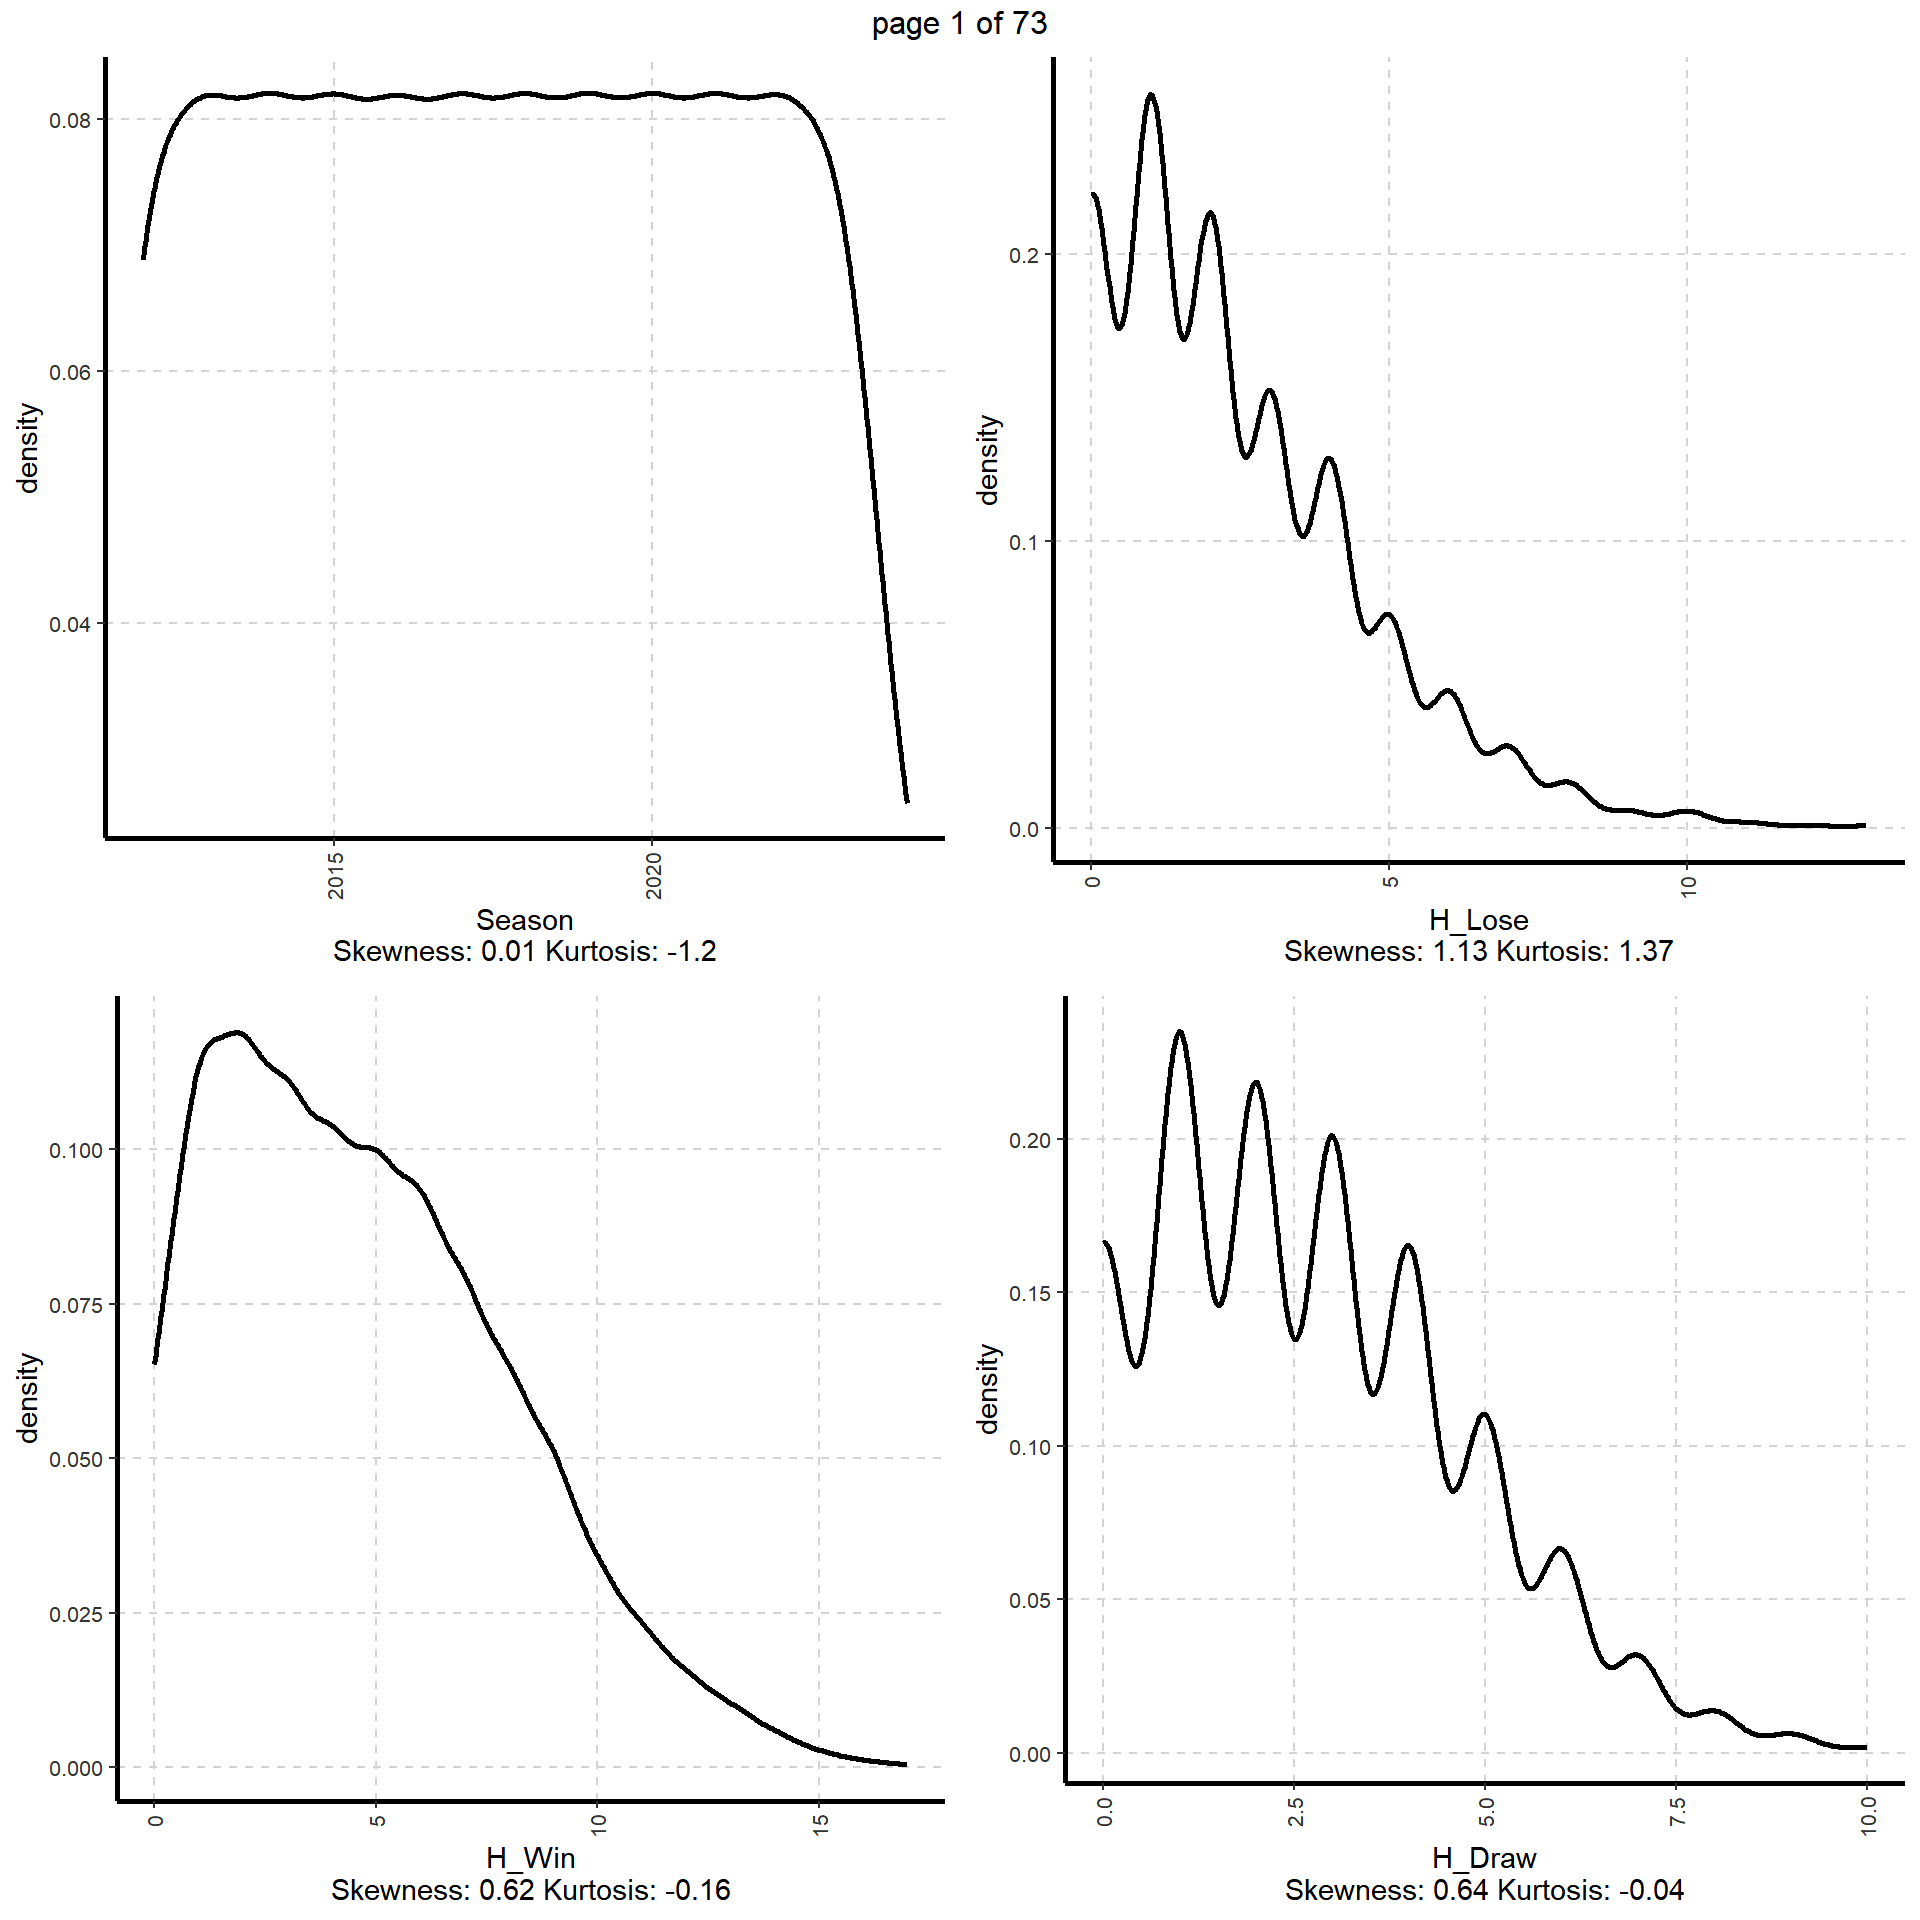 page 1 of 73
density
0.08
0.06
0.04
2015
2020
Season
Skewness: 0.01 Kurtosis: -1.2
density
0.2
0.1
0.0
0
5
10
H_Lose
Skewness: 1.13 Kurtosis: 1.37
density
0.100
0.075
0.050
0.025
0.000
0
5
10
15
H_Win
Skewness: 0.62 Kurtosis: -0.16
density
0.20
0.15
0.10
0.05
0.00
0.0
2.5
5.0
7.5
10.0
H_Draw
Skewness: 0.64 Kurtosis: -0.04